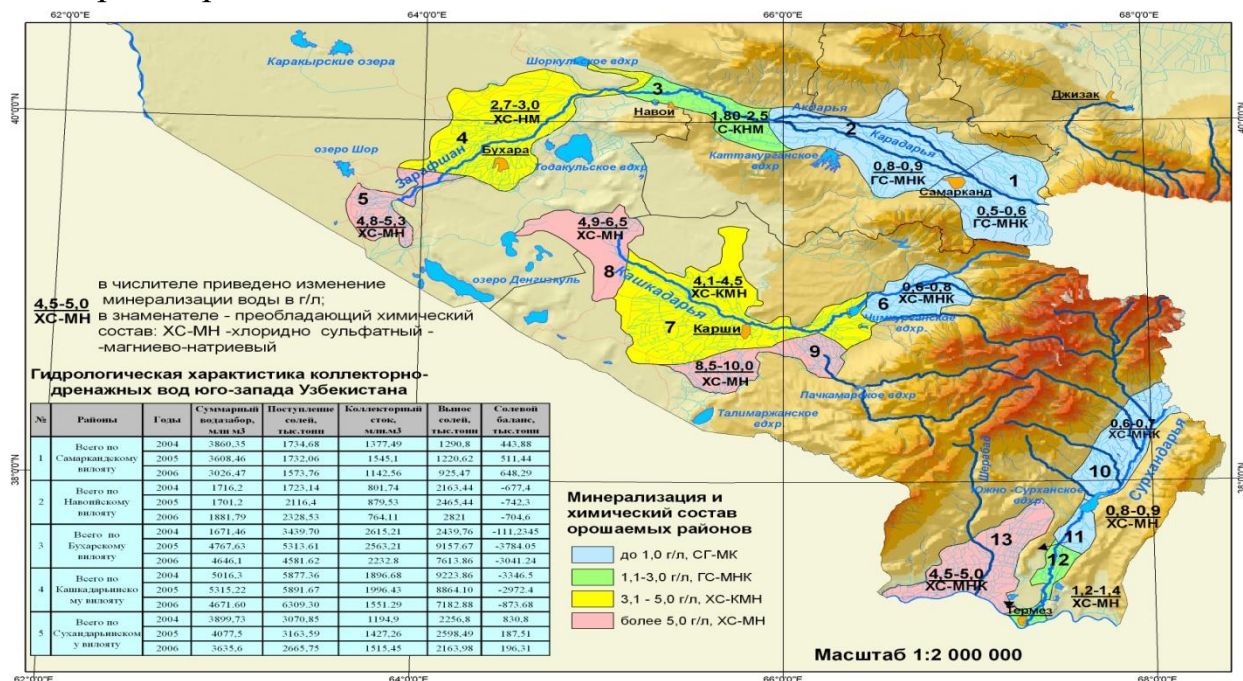 62°0'0"E
64°0'0"E
66°0'0"E
68°0'0"E
40°0'0"N
40°0'0"N
38°0'0"N
38°0'0"N
Каракырские озера
Шоркульское вдхр
Джизак
3
Навои
Акдарья
2,7-3,0
ХС-НМ
1,80-2,5
С-КНМ
2
Карадарья
4
Бухара
озеро Шор
Зарафшан
Тодакульское вдхр
Каттакурганское
вдхр
0,8-0,9
ГС-МНК
Самарканд
1
0,5-0,6
ГС-МНК
5
4,8-5,3
ХС-МН
4,9-6,5
ХС-МН
8
озеро Денгизкуль
Кашкадарья
4,1-4,5
ХС-КМН
0,6-0,8
ХС-МНК
6
Чимкурганское
вдхр.
7
Карши
9
8,5-10,0
ХС-МН
Пачкамарское вдхр
Талимаржанское
вдхр.
0,6-0,7
ХС-МНК
10
Сурхандарья
Шерабад
Южно -Сурханское
вдхр.
0,8-0,9
ХС-МН
11
13
12
4,5-5,0
ХС-МНК
1,2-1,4
ХС-МН
Термез
4,5-5,0
ХС-МН
в числителе приведено изменение
минерализации воды в г/л;
в знаменателе - преобладающий химический
состав: ХС-МН -хлоридно сульфатный -
-магниево-натриевый
Гидрологическая характистика коллекторно-
дренажных вод юго-запада Узбекистана
№ Районы Годы Суммарный водазабор, млн м3 Поступление солей, тыс.тонн Коллекторный сток, млн.м3 Вынос солей, тыс.тонн Солевой баланс, тыс.тонн
1 Всего по Самаркандскому вилояту 2004 3860,35 1734,68 1377,49 1290,8 443,88
2005 3608,46 1732,06 1545,1 1220,62 511,44
2006 3026,47 1573,76 1142,56 925,47 648,29
2 Всего по Навоийскому вилояту 2004 1716,2 1723,14 801,74 2163,44 -677,4
2005 1701,2 2116,4 879,53 2465,44 -742,3
2006 1881,79 2328,53 764,11 2821 -704,6
3 Всего по Бухарскому вилояту 2004 1671,46 3439,70 2615,21 2439,76 -111,2345
2005 4767,63 5313,61 2563,21 9157,67 -3784.05
2006 4646,1 4581,62 2232.8 7613.86 -3041.24
4 Всего по Кашкадарьинскому вилояту 2004 5016,3 5877,36 1896,68 9223,86 -3346.5
2005 5315,22 5891,67 1996,43 8864,10 -2972.4
2006 4671.60 6309.30 1551.29 7182.88 -873.68
5 Всего по Сухандарьинскому вилояту 2004 3899,73 3070,85 1194,9 2256,8 830,8
2005 4077,5 3163,59 1427,26 2598,49 187.51
2006 3635,6 2665,75 1515,45 2163,98 196,31
Минерализация и
химический состав
орошаемых районов
до 1,0 г/л, СГ-МК
1,1-3,0 г/л, ГС-МНК
3,1 - 5,0 г/л, ХС-КМН
более 5,0 г/л, ХС-МН
Масштаб 1:2 000 000
62°0'0"E
64°0'0"E
66°0'0"E
68°0'0"E